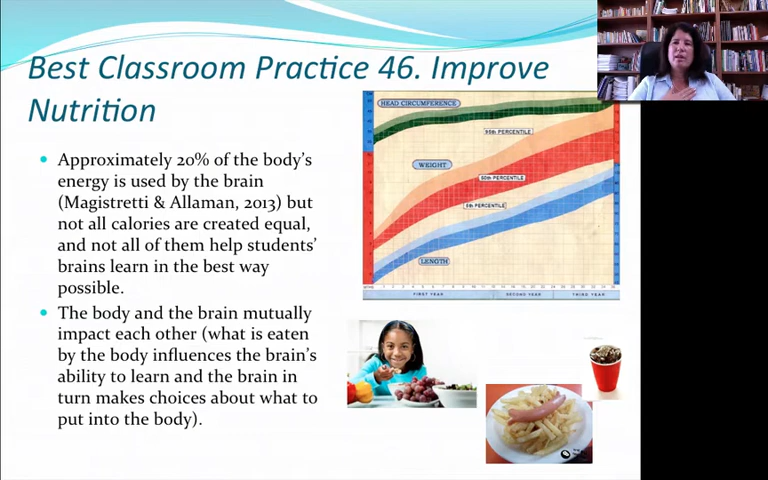 Best Classroom Practice 46. Improve
Nutrition
Approximately 20% of the body's
energy is used by the brain
(Magistretti & Allaman, 2013) but
not all calories are created equal,
and not all of them help students'
brains learn in the best way
possible.
The body and the brain mutually
impact each other (what is eaten
by the body influences the brain's
ability to learn and the brain in
turn makes choices about what to
put into the body).
HEAD CIRCUMFERENCE
95th PERCENTILE
WEIGHT
50th PERCENTILE
5th PERCENTILE
LENGTH
FIRST YEAR
SECOND YEAR
THIRD YEAR